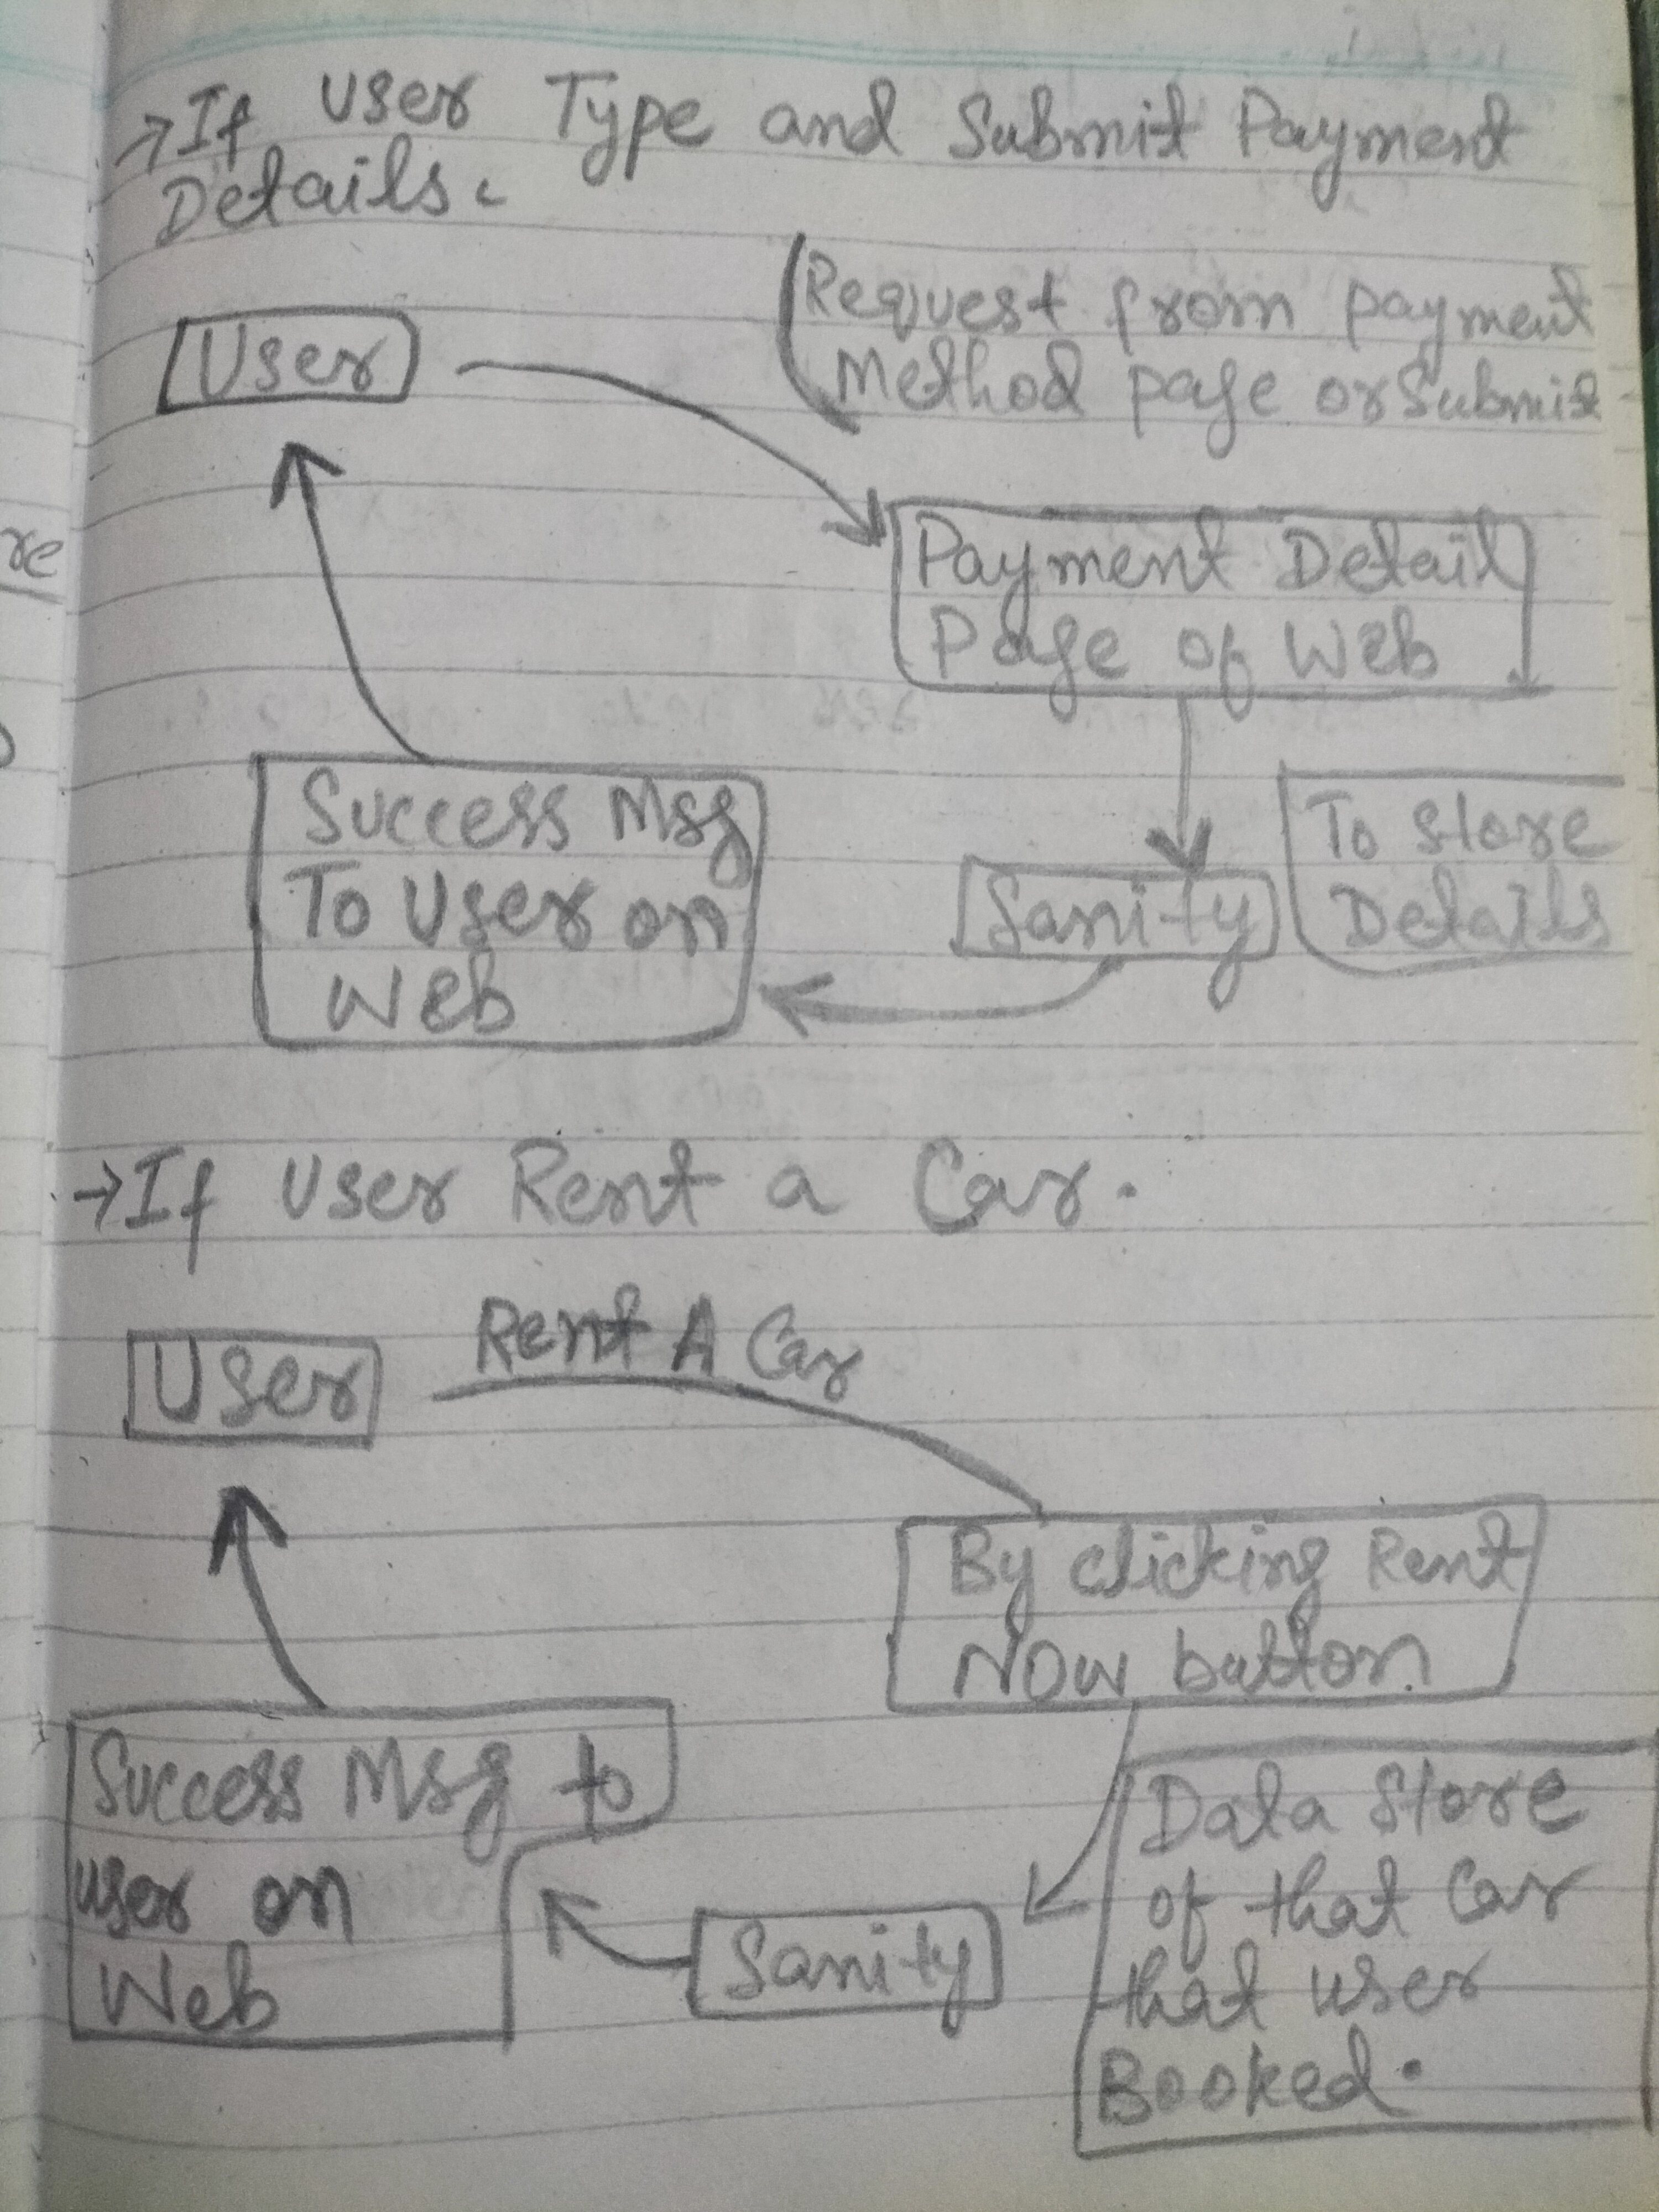 →If User Type and Submit Payment
Details.
User
Request from payment
Method page or Submit
Payment Detail
Page of Web
Success Msg
To User on
Web
Sanity
To store
Details
→If User Rent a Car.
User
Rent A Car
By clicking Rent
Now button.
Success Msg to
user on
Web
Sanity
Data Store
of that Car
that user
Booked.
re